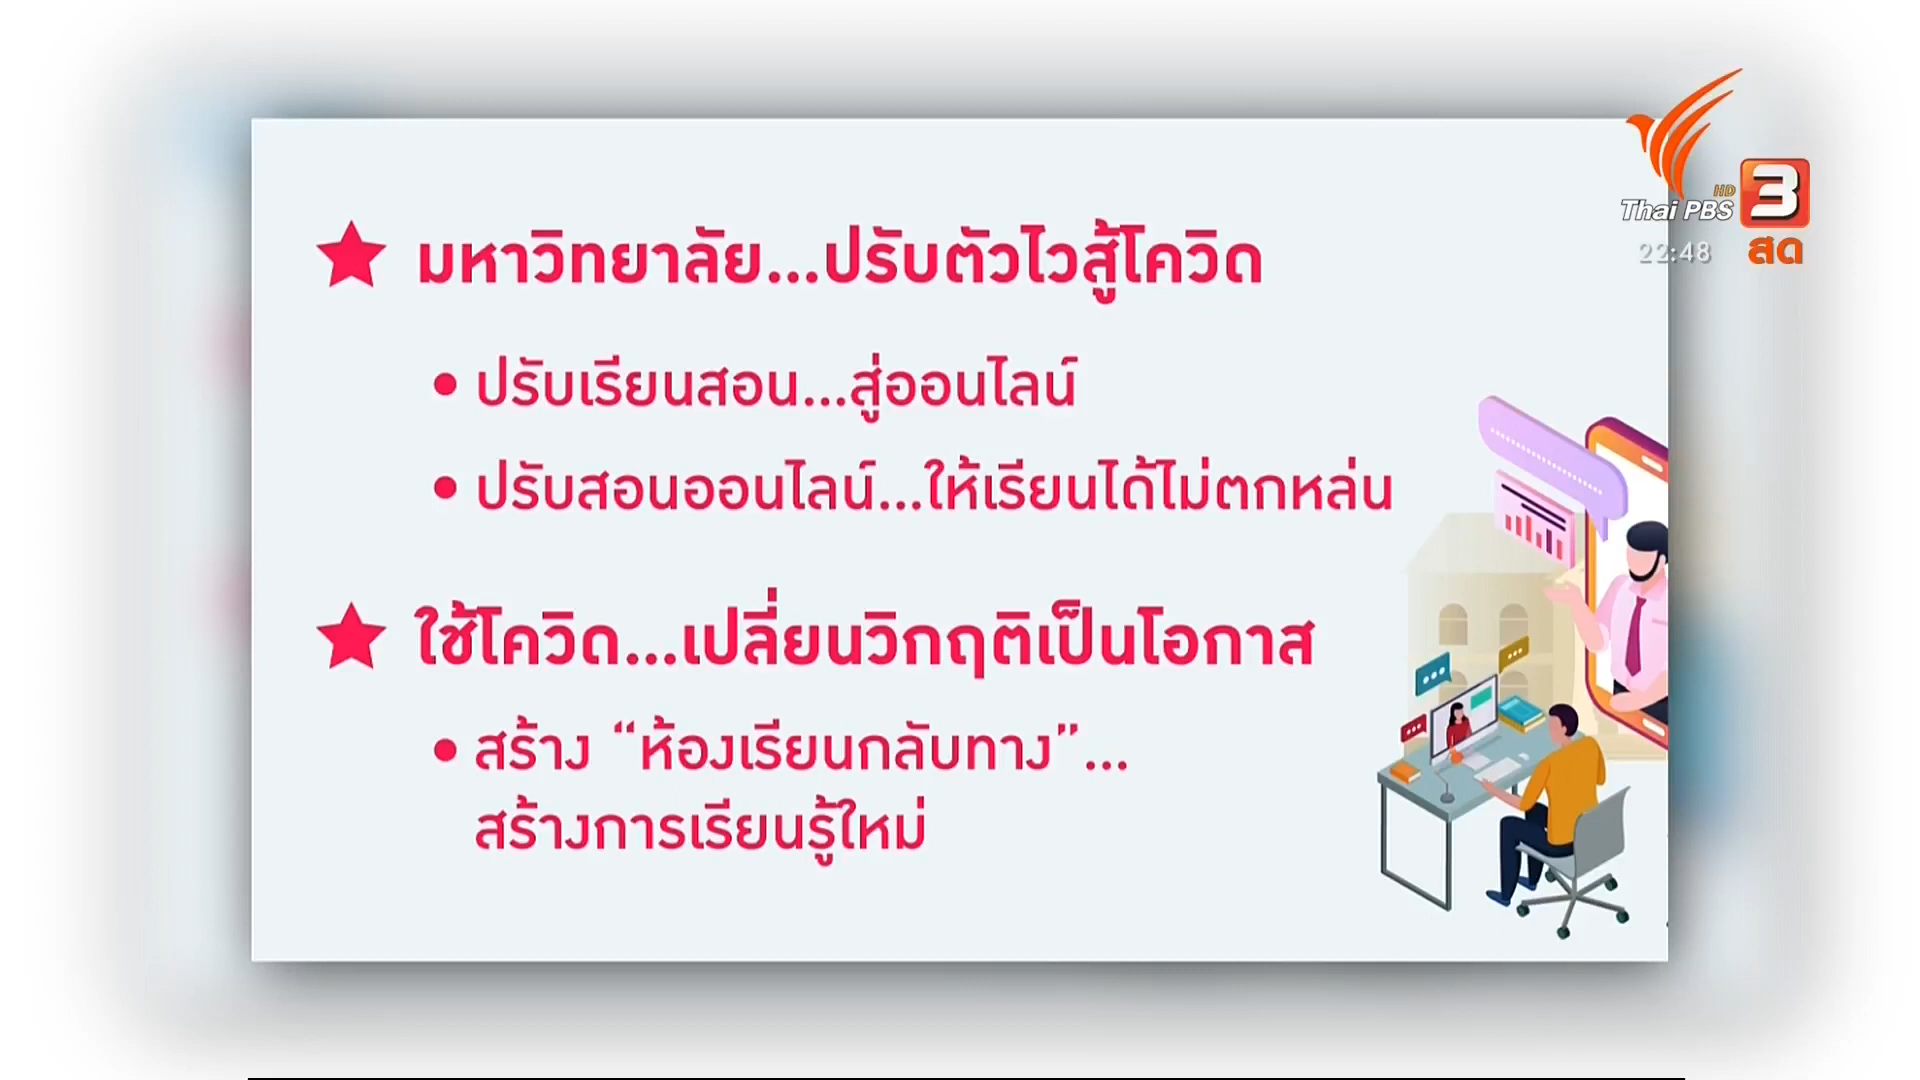 ★ มหาวิทยาลัย...ปรับตัวไวสู้โควิด
• ปรับเรียนสอน...สู่ออนไลน์
• ปรับสอนออนไลน์...ให้เรียนได้ไม่ตกหล่น
★ ใช้โควิด...เปลี่ยนวิกฤติเป็นโอกาส
• สร้าง “ห้องเรียนกลับทาง”...
สร้างการเรียนรู้ใหม่
HD
Thai PBS 3
22:48 สด